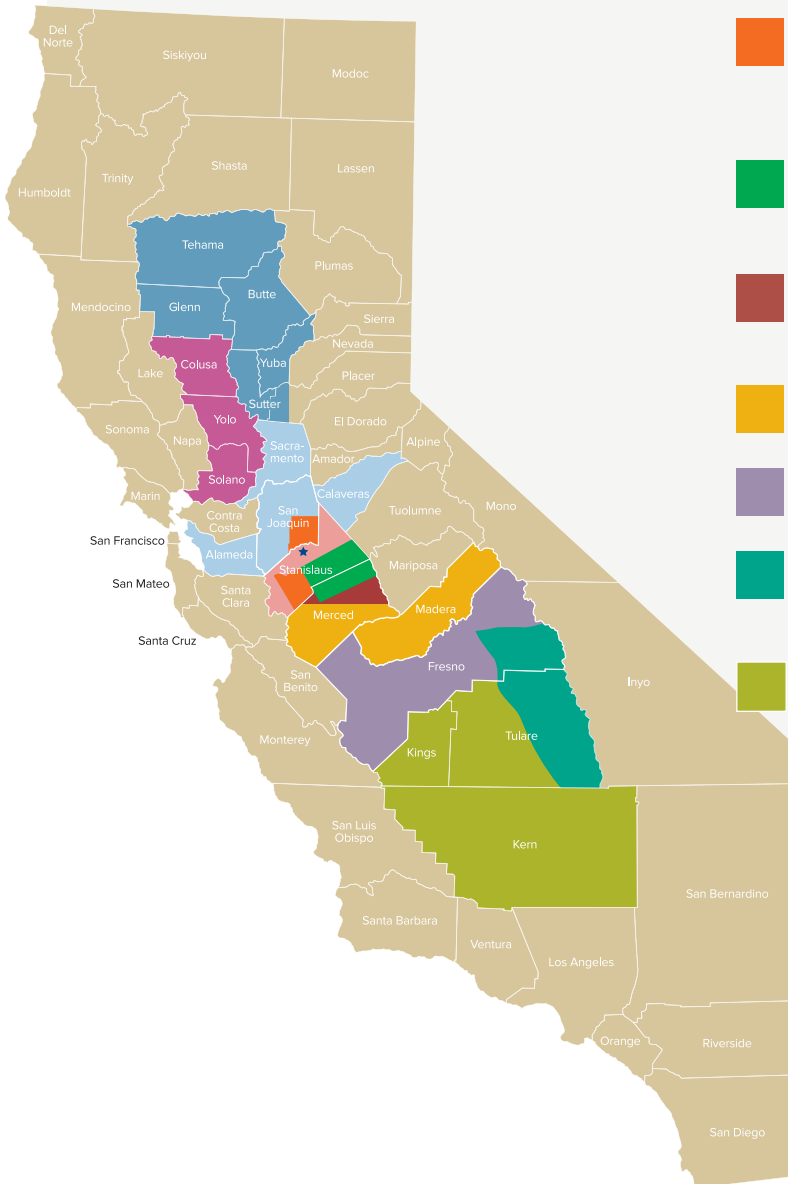 Del
Norte
Siskiyou
Modoc
Humboldt
Trinity
Shasta
Lassen
Tehama
Plumas
Mendocino
Glenn
Butte
Sierra
Nevada
Colusa
Lake
Yuba
Placer
Sutter
Yolo
El Dorado
Sonoma
Napa
Sacra-
mento
Alpine
Amador
Solano
Marin
Calaveras
Mono
Contra
Costa
San
Joaquin
Tuolumne
San Francisco
Alameda
Stanislaus
Mariposa
San Mateo
Santa
Clara
Merced
Madera
Santa Cruz
Fresno
San
Benito
Inyo
Monterey
Kings
Tulare
San Luis
Obispo
Kern
San Bernardino
Santa Barbara
Ventura
Los Angeles
Orange
Riverside
San Diego